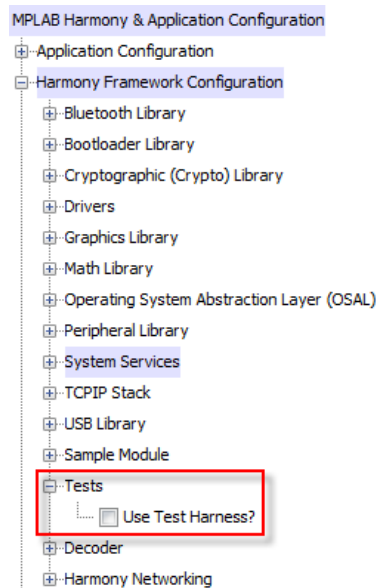 MPLAB Harmony & Application Configuration
Application Configuration
Harmony Framework Configuration
Bluetooth Library
Bootloader Library
Cryptographic (Crypto) Library
Drivers
Graphics Library
Math Library
Operating System Abstraction Layer (OSAL)
Peripheral Library
System Services
TCPIP Stack
USB Library
Sample Module
Tests
Use Test Harness?
Decoder
Harmony Networking